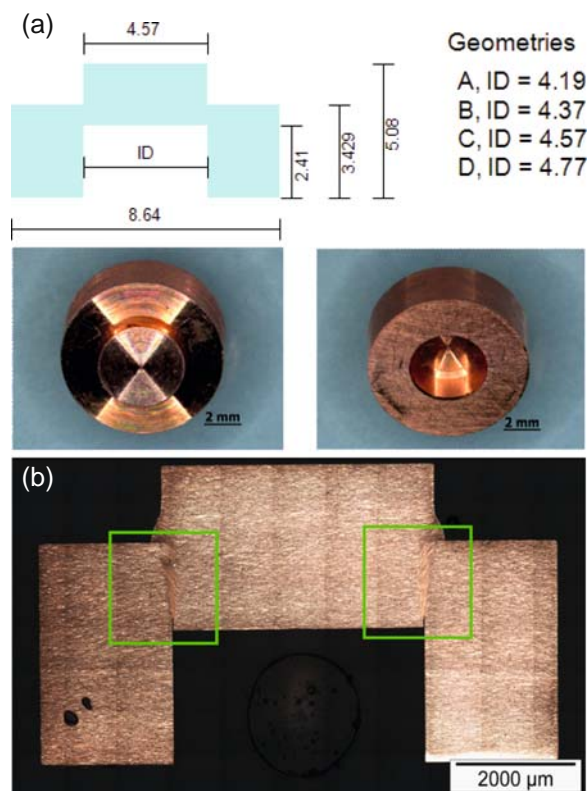 (a)
4.57
ID
2.41
3.429
5.08
8.64
Geometries
A, ID = 4.19
B, ID = 4.37
C, ID = 4.57
D, ID = 4.77
2 mm
2 mm
(b)
2000 µm